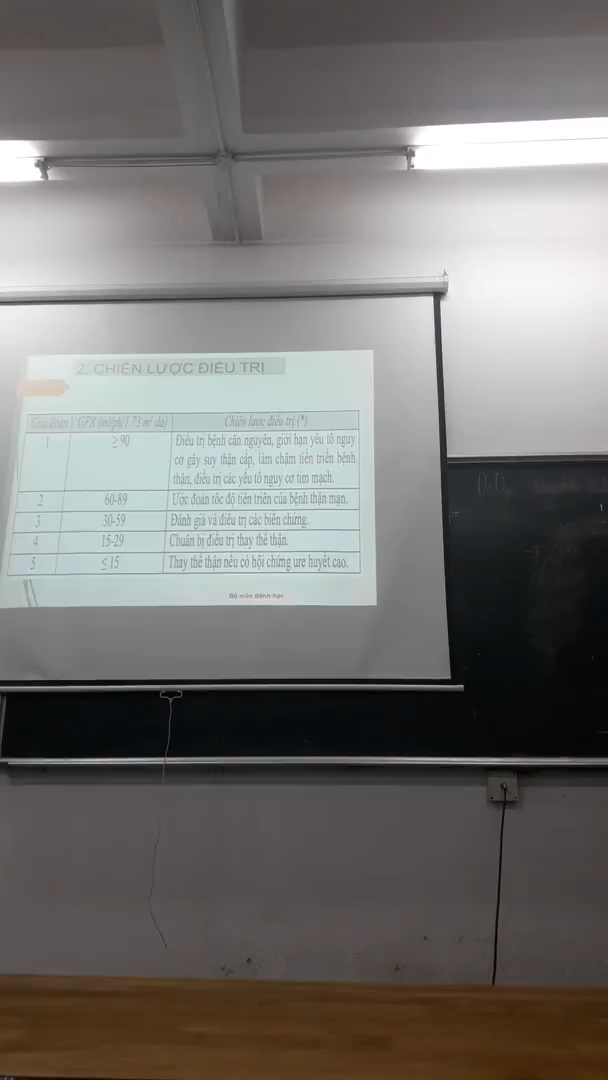 2. CHIẾN LƯỢC ĐIỀU TRỊ
Giai đoạn GFR (ml/ph/1.73 m² da) Chiến lược điều trị (*)
1 ≥ 90 Điều trị bệnh căn nguyên, giới hạn yếu tố nguy
cơ gây suy thận cấp, làm chậm tiến triển bệnh
thận, điều trị các yếu tố nguy cơ tim mạch.
2 60-89 Ước đoán tốc độ tiến triển của bệnh thận mạn.
3 30-59 Đánh giá và điều trị các biến chứng.
4 15-29 Chuẩn bị điều trị thay thế thận.
5 ≤ 15 Thay thế thận nếu có hội chứng ure huyết cao.
Bộ môn Bệnh học